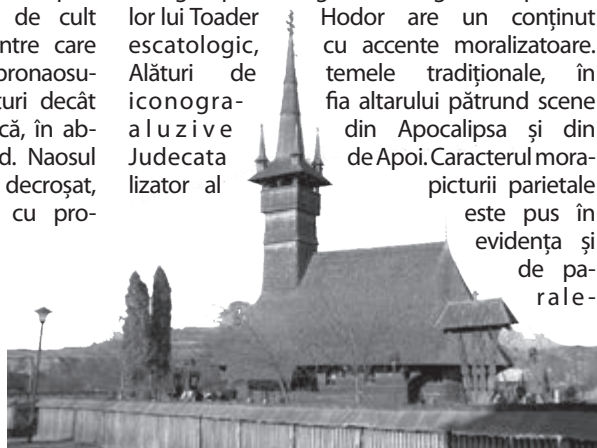 de cult
ntre care
pronaosu-
turi decât
că, în ab-
d. Naosul
decroșat,
cu pro-
lor lui Toader Hodor are un conținut
escatologic, cu accente moralizatoare.
Alături de temele tradiționale, în
iconogra- fia altarului pătrund scene
aluzive din Apocalipsa și din
Judecata de Apoi. Caracterul mora-
lizator al picturii parietale
este pus în
evidența și
de pa-
rale-